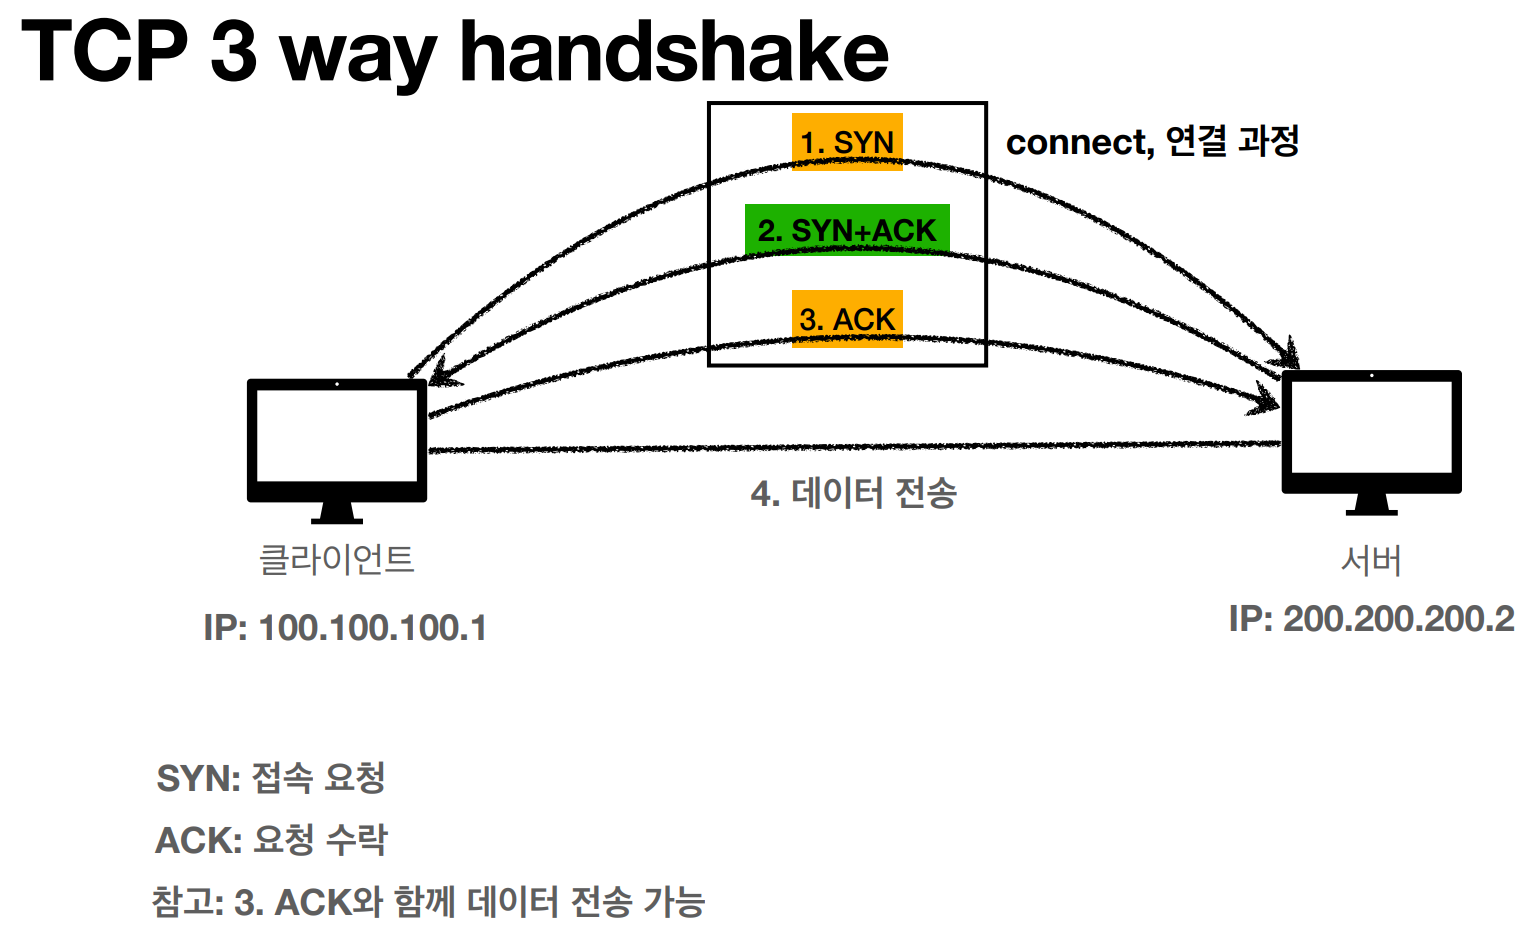 TCP 3 way handshake
1. SYN
connect, 연결 과정
2. SYN+ACK
3. ACK
4. 데이터 전송
클라이언트
서버
IP: 100.100.100.1
IP: 200.200.200.2
SYN: 접속 요청
ACK: 요청 수락
참고: 3. ACK와 함께 데이터 전송 가능